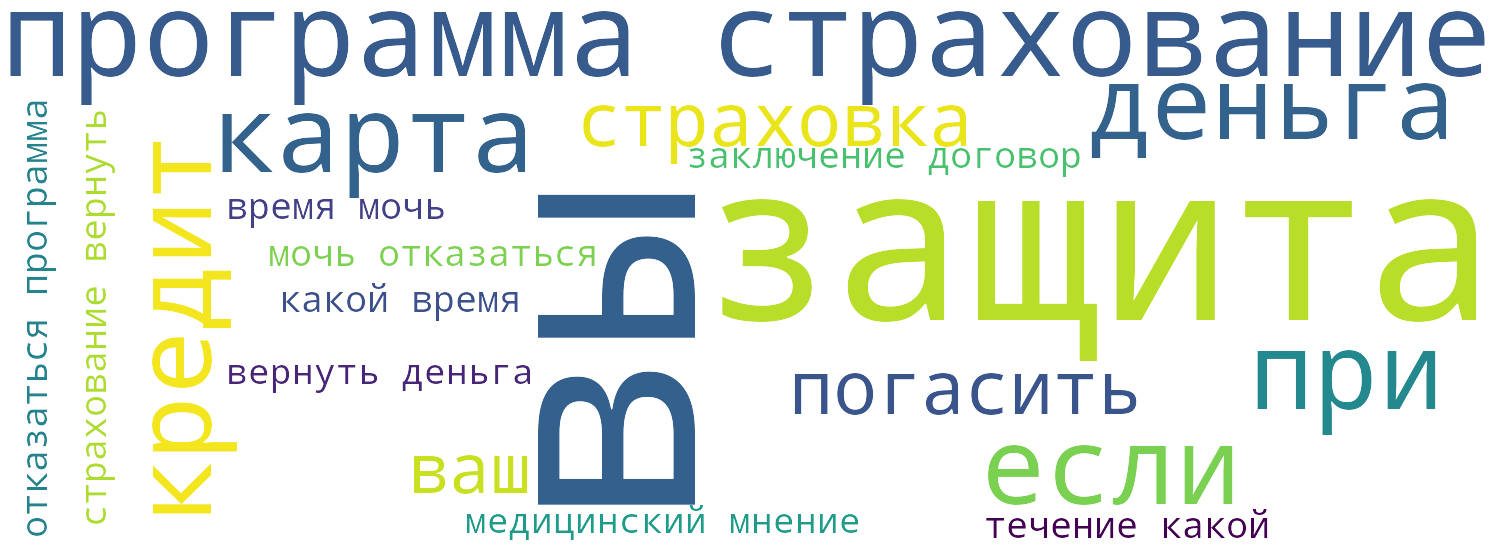 программа страхование
деньга
карта
страховка
заключение договор
отказаться программа
страхование вернуть
кредит
время мочь
вы
защита
мочь отказаться
какой время
вернуть деньга
погасить
при
ваш
если
медицинский мнение
течение какой